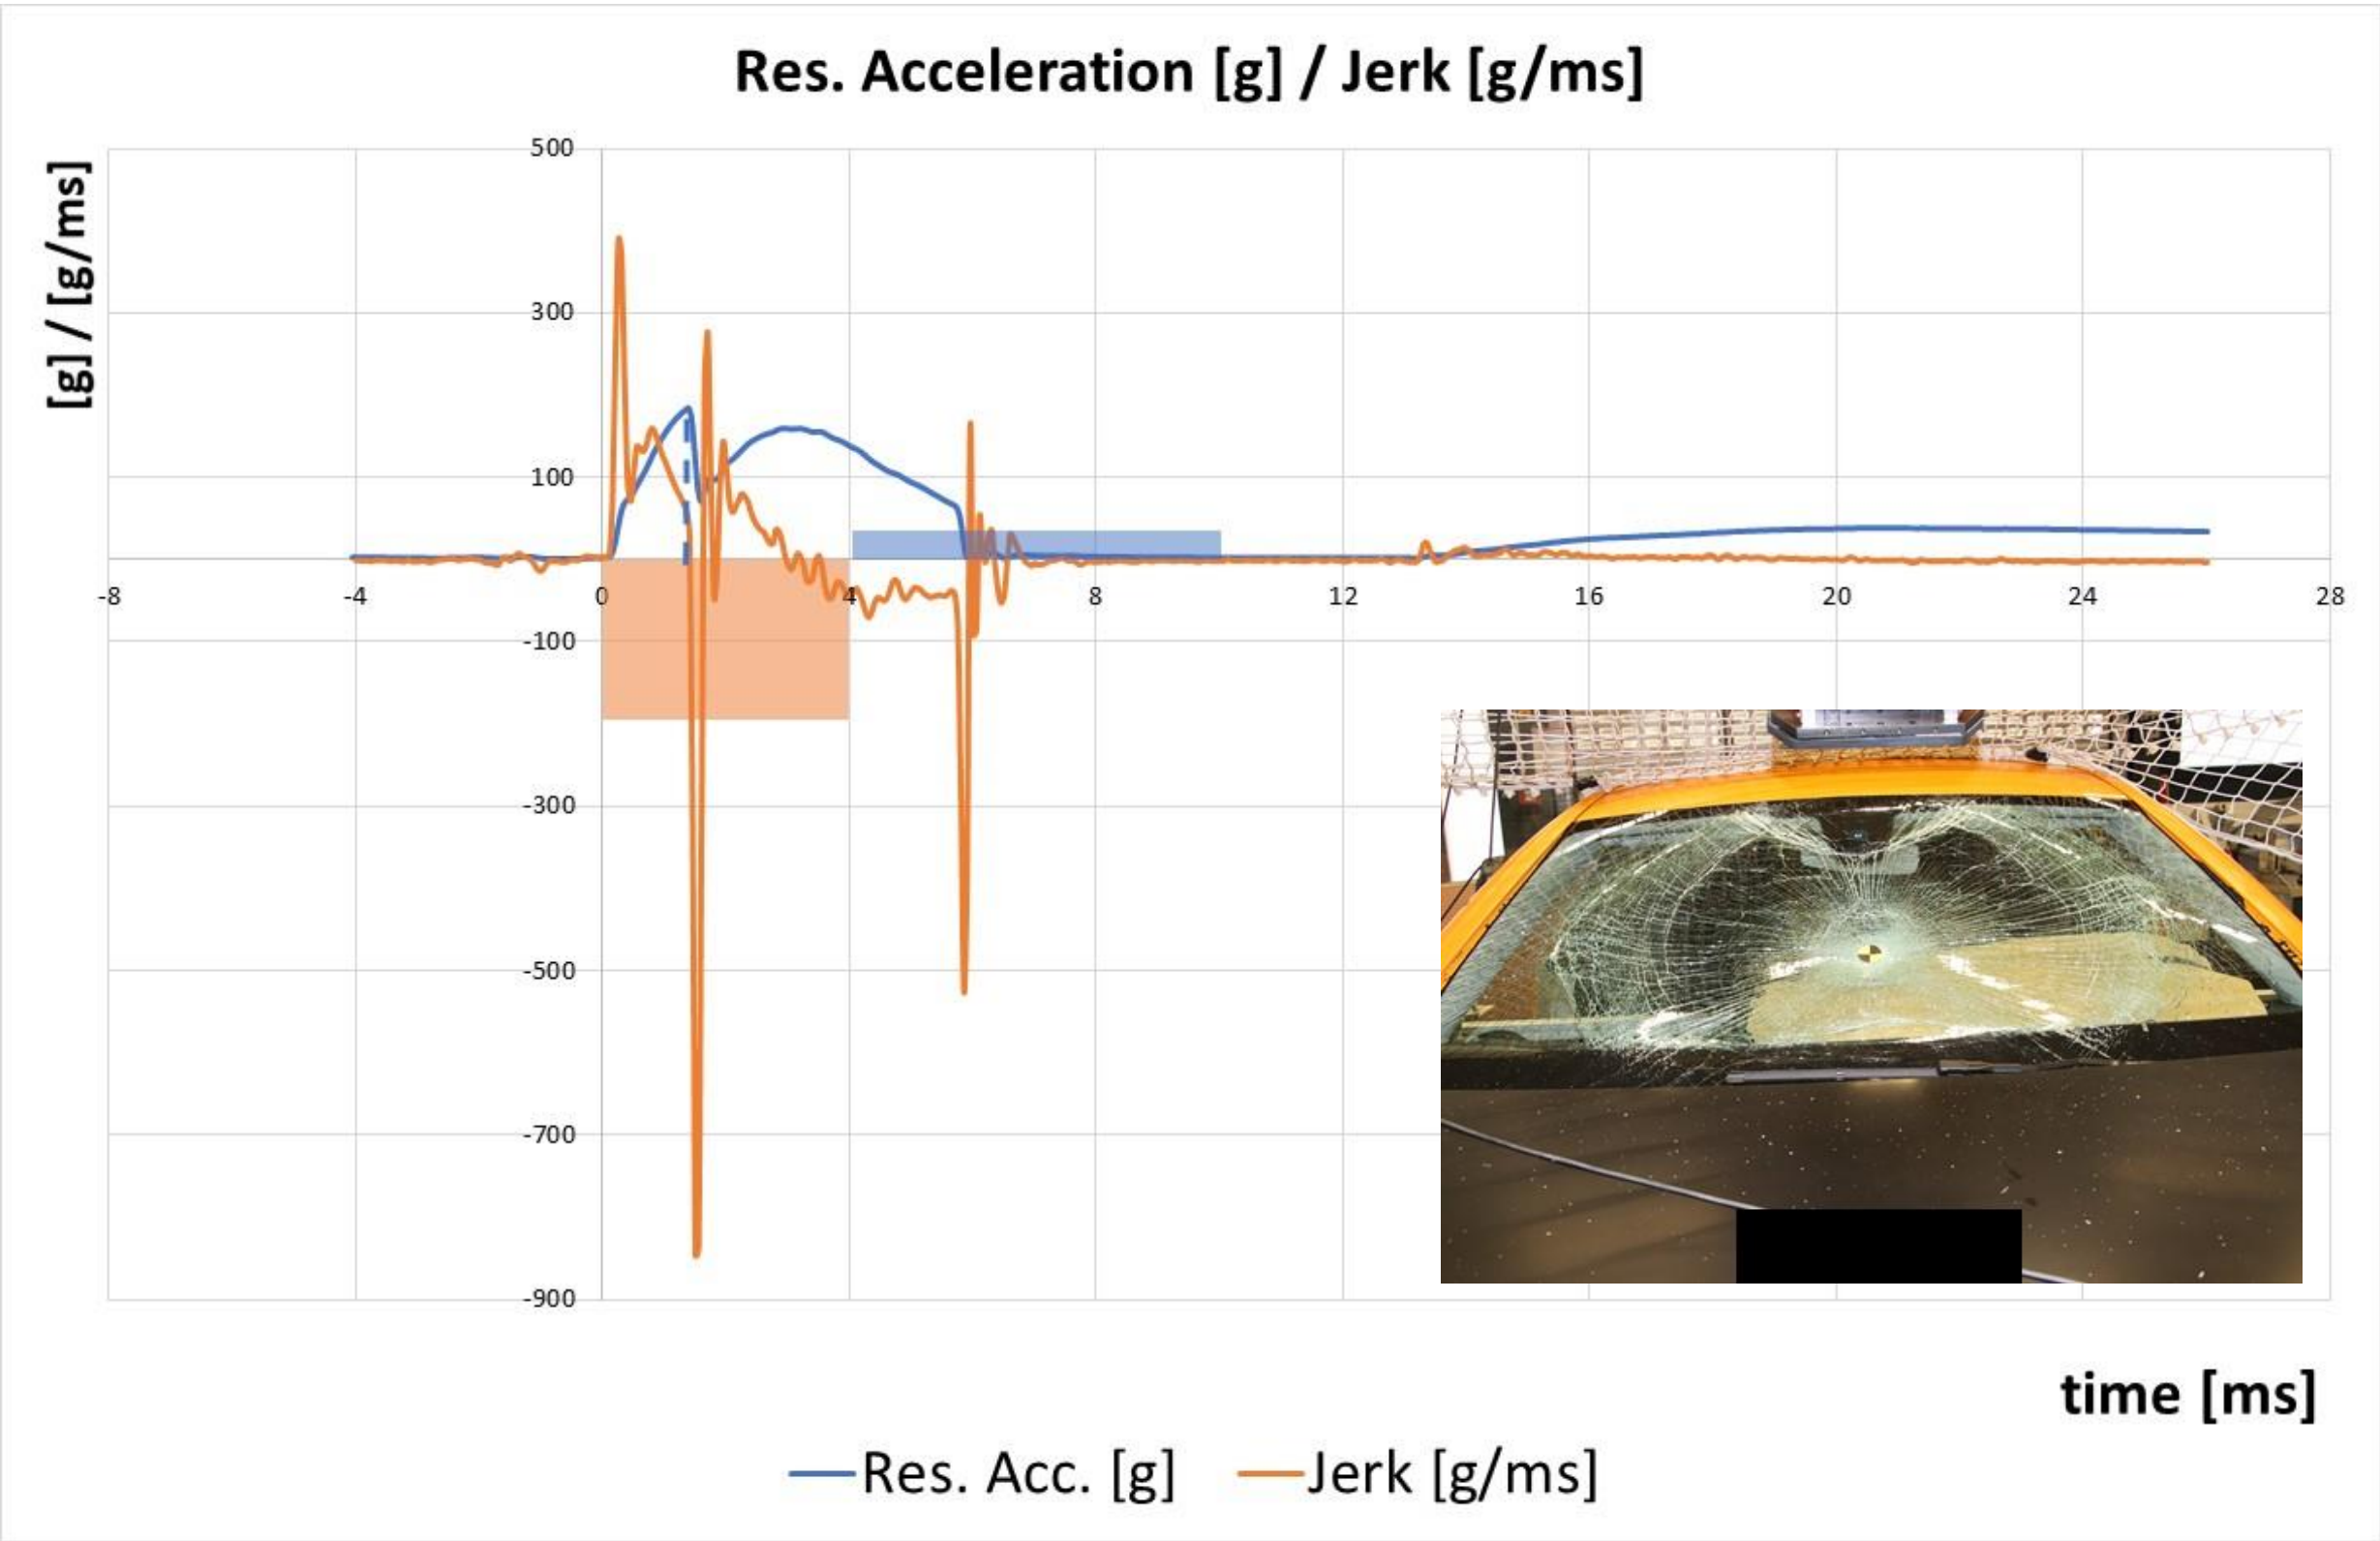 Res. Acceleration [g] / Jerk [g/ms]
[g] / [g/ms]
500
300
100
-8 -4 0 4 8 12 16 20 24 28
-100
-300
-500
-700
-900
time [ms]
Res. Acc. [g] Jerk [g/ms]